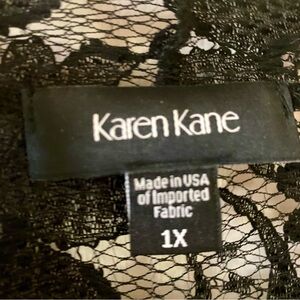 Karen Kane
Made in USA
of Imported
Fabric
1X